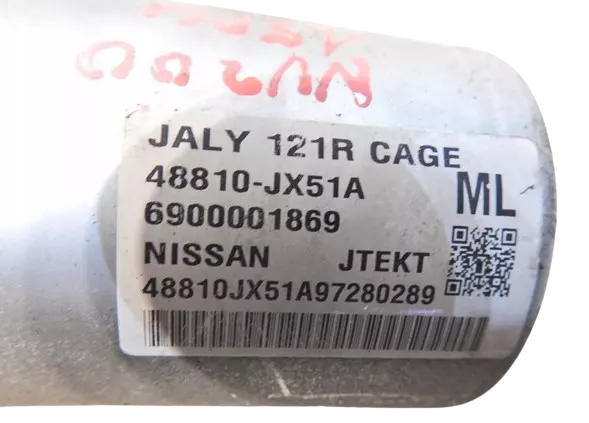 NV200
JALY 121R CAGE
48810-JX51A
ML
6900001869
NISSAN JTEKT
48810JX51A97280289